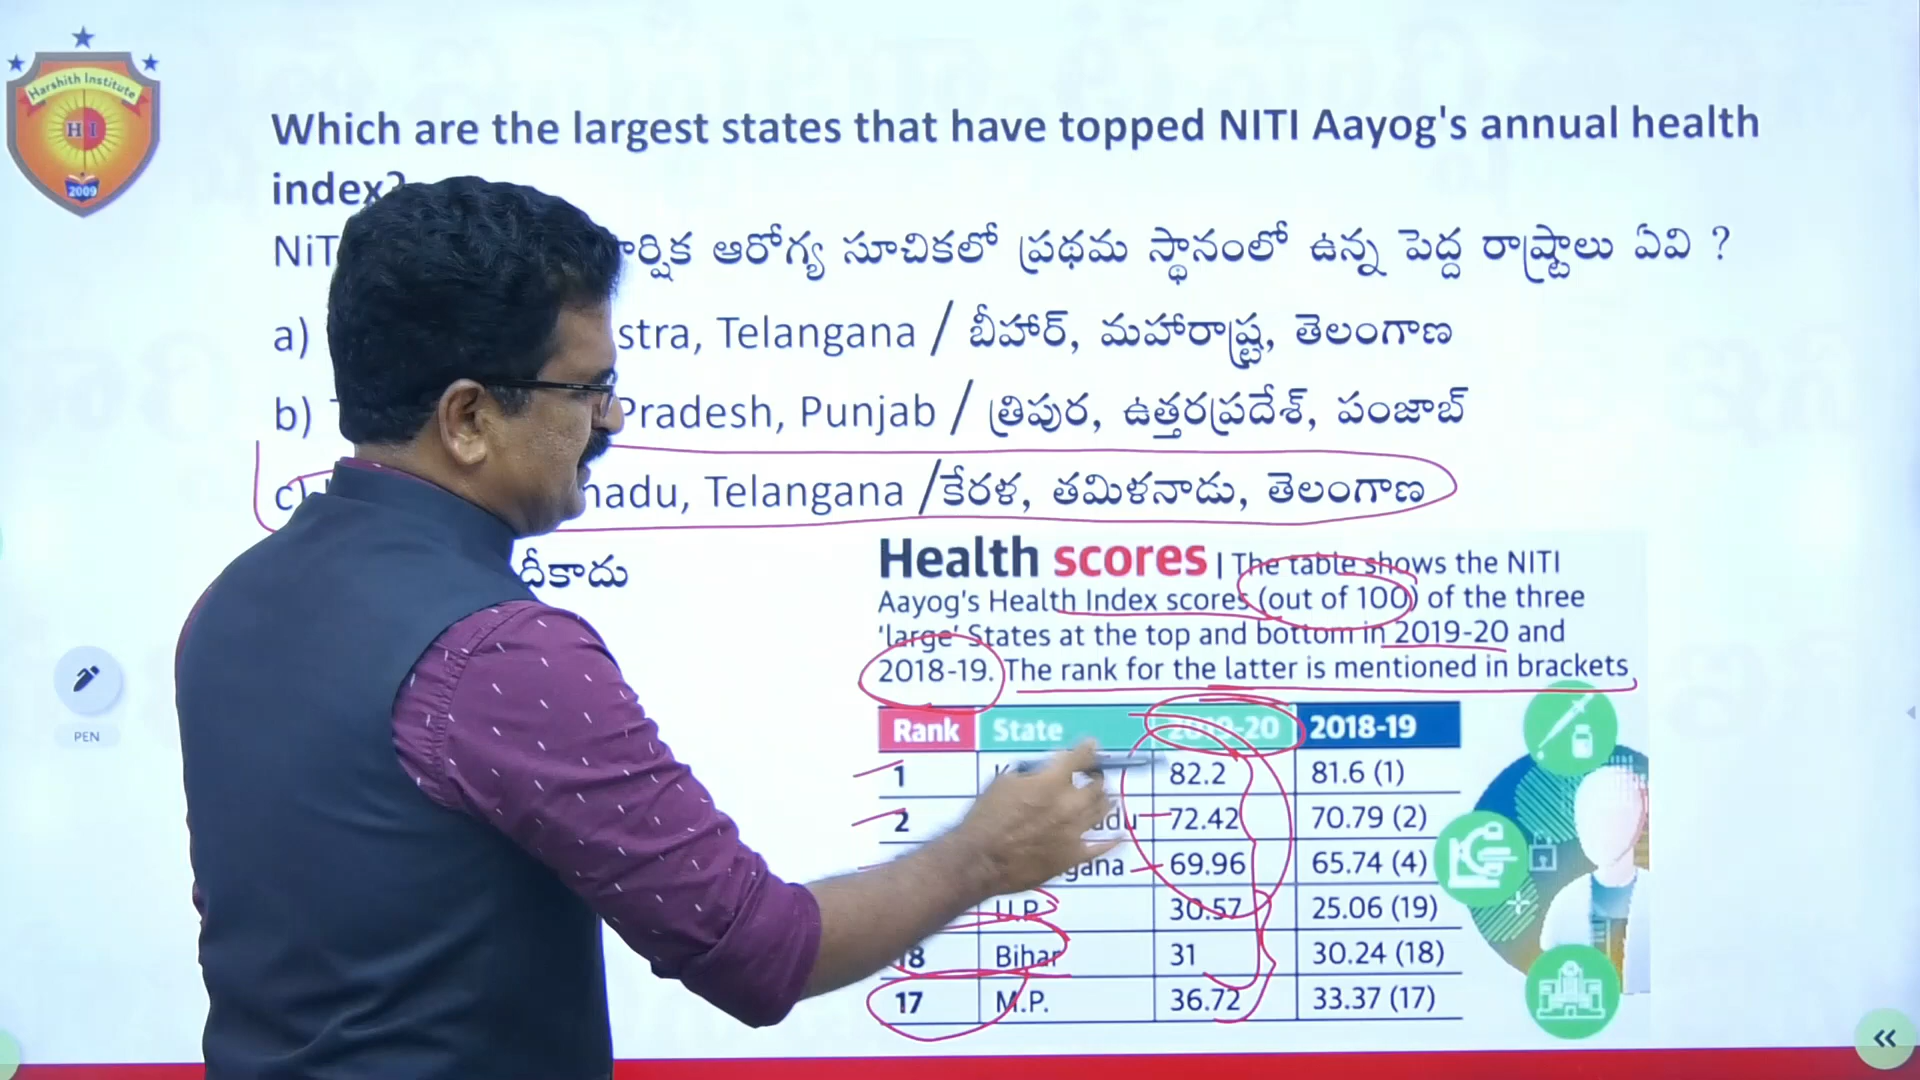 Harshith Institute
H I
2009
Which are the largest states that have topped NITI Aayog's annual health
index?
NiT ర్షిక ఆరోగ్య సూచికలో ప్రథమ స్థానంలో ఉన్న పెద్ద రాష్ట్రాలు ఏవి ?
a) stra, Telangana / బీహార్, మహారాష్ట్ర, తెలంగాణ
b) Pradesh, Punjab / త్రిపుర, ఉత్తరప్రదేశ్, పంజాబ్
c) nadu, Telangana /కేరళ, తమిళనాడు, తెలంగాణ
దీకాదు
Health scores | The table shows the NITI
Aayog's Health Index scores (out of 100) of the three
'large' States at the top and bottom in 2019-20 and
2018-19. The rank for the latter is mentioned in brackets
Rank State 2019-20 2018-19
1 82.2 81.6 (1)
2 adu 72.42 70.79 (2)
gana 69.96 65.74 (4)
U.P. 30.57 25.06 (19)
18 Bihar 31 30.24 (18)
17 M.P. 36.72 33.37 (17)
PEN